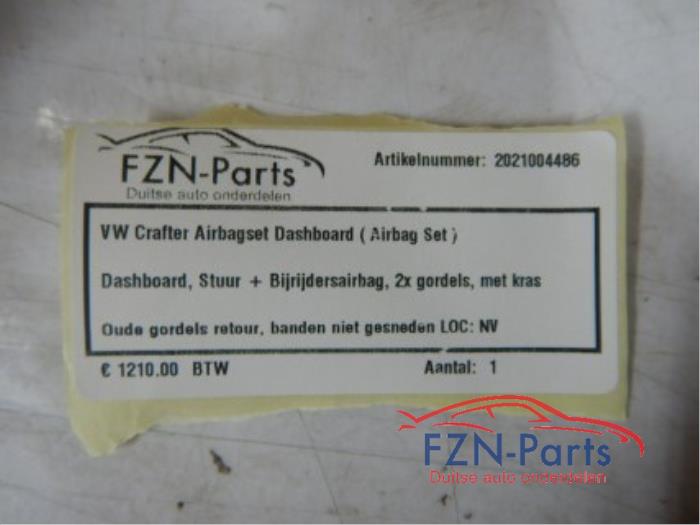 FZN-Parts
Duitse auto onderdelen
Artikelnummer: 2021004486
VW Crafter Airbagset Dashboard ( Airbag Set )
Dashboard, Stuur + Bijrijdersairbag, 2x gordels, met kras
Oude gordels retour, banden niet gesneden LOC: NV
€ 1210.00 BTW
Aantal: 1
FZN-Parts
Duitse auto onderdelen